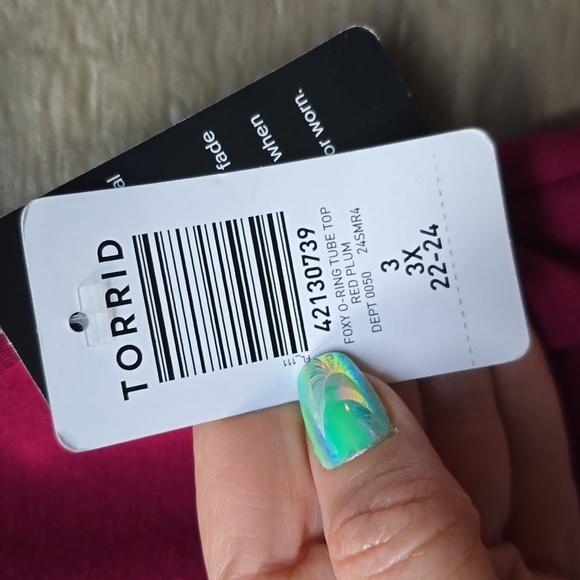 TORRID
42130739
FOXY O-RING TUBE TOP
RED PLUM
DEPT 0050 24SMR4
3
3X
22-24
FL_111
fade
when
or worn.